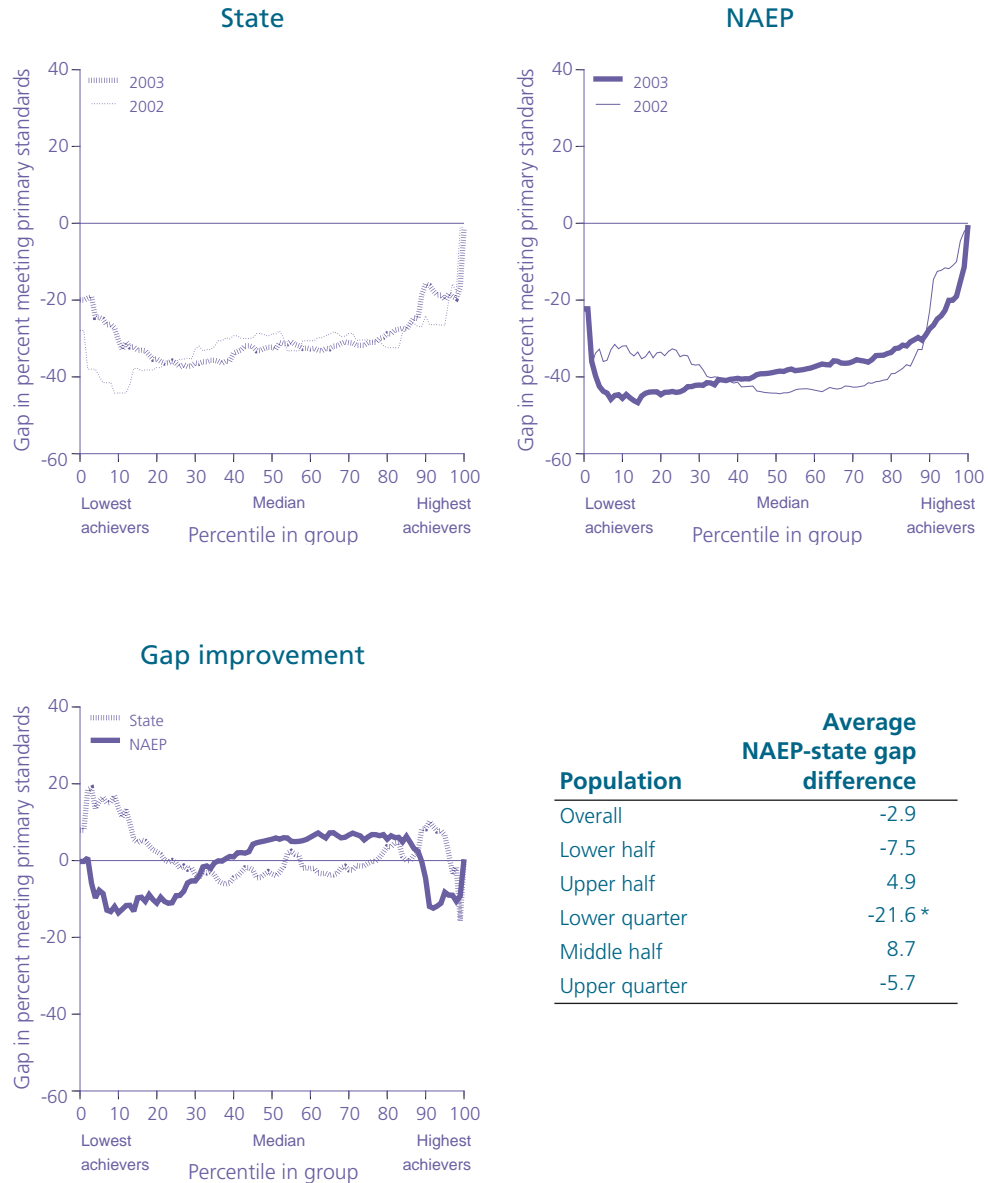 State
Gap in percent meeting primary standards
40
20
0
-20
-40
-60
2003
2002
0 10 20 30 40 50 60 70 80 90 100
Lowest achievers
Median
Highest achievers
Percentile in group
NAEP
Gap in percent meeting primary standards
40
20
0
-20
-40
-60
2003
2002
0 10 20 30 40 50 60 70 80 90 100
Lowest achievers
Median
Highest achievers
Percentile in group
Gap improvement
Gap in percent meeting primary standards
40
20
0
-20
-40
-60
State
NAEP
0 10 20 30 40 50 60 70 80 90 100
Lowest achievers
Median
Highest achievers
Percentile in group
Average
NAEP-state gap
Population difference
Overall -2.9
Lower half -7.5
Upper half 4.9
Lower quarter -21.6 *
Middle half 8.7
Upper quarter -5.7